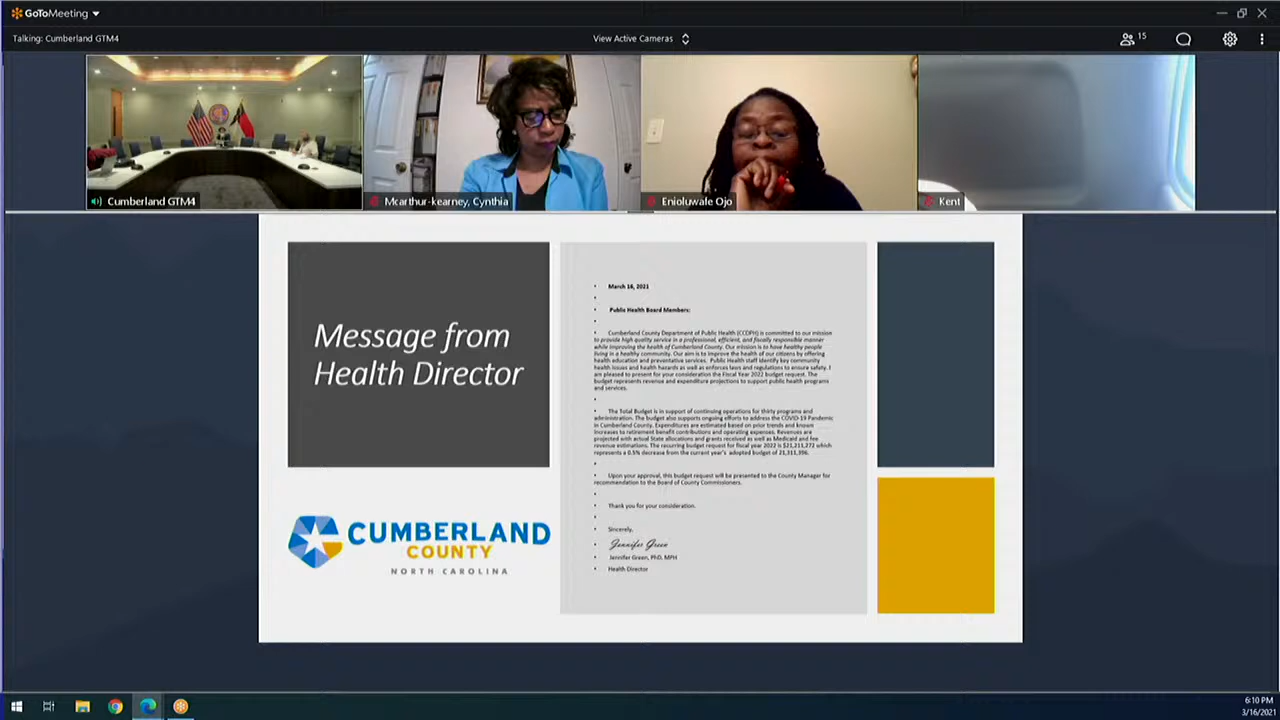 GoToMeeting
Talking: Cumberland GTM4
View Active Cameras
15
Cumberland GTM4
Mcarthur-kearney, Cynthia
Enioluwale Ojo
Kent
Message from
Health Director
CUMBERLAND
COUNTY
NORTH CAROLINA
March 16, 2021
Public Health Board Members:
Cumberland County Department of Public Health (CCDPH) is committed to our mission
to provide high quality service in a professional, efficient, and fiscally responsible manner
while improving the health of Cumberland County. Our mission is to have healthy people
living in a healthy community. Our aim is to improve the health of our citizens by offering
health education and preventative services. Public Health staff identify key community
health issues and health hazards as well as enforces laws and regulations to ensure safety. I
am pleased to present for your consideration the Fiscal Year 2022 budget request. The
budget represents revenue and expenditure projections to support public health programs
and services.
The Total Budget is in support of continuing operations for thirty programs and
administration. The budget also supports ongoing efforts to address the COVID-19 Pandemic
in Cumberland County. Expenditures are estimated based on prior trends and known
increases to retirement benefit contributions and operating expenses. Revenues are
projected with actual State allocations and grants received as well as Medicaid and fee
revenue estimations. The recurring budget request for fiscal year 2022 is $21,211,272 which
represents a 0.5% decrease from the current year's adopted budget of 21,311,396.
Upon your approval, this budget request will be presented to the County Manager for
recommendation to the Board of County Commissioners.
Thank you for your consideration.
Sincerely,
Jennifer Green
Jennifer Green, PhD, MPH
Health Director
6:10 PM
3/16/2021